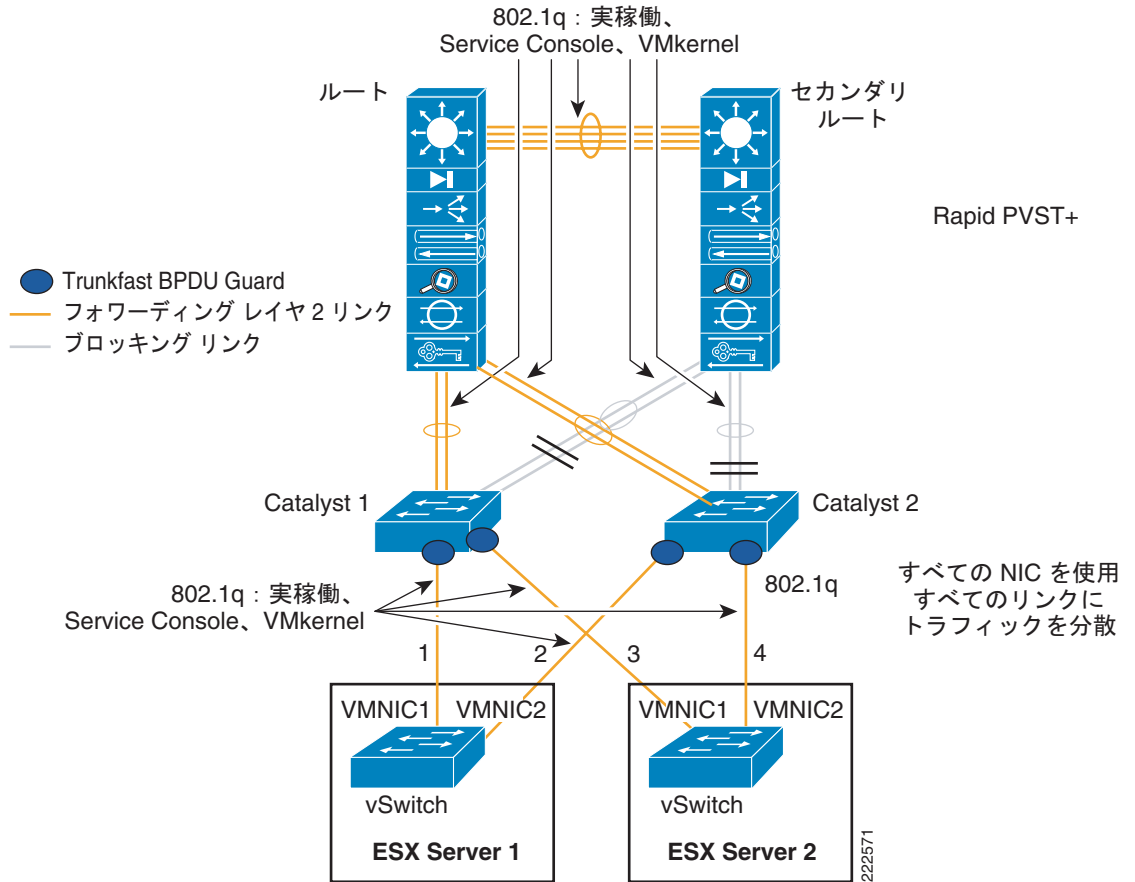 802.1q：実稼働、
Service Console、VMkernel
ルート
セカンダリ
ルート
Rapid PVST+
Trunkfast BPDU Guard
フォワーディング レイヤ 2 リンク
ブロッキング リンク
Catalyst 1
Catalyst 2
802.1q：実稼働、
Service Console、VMkernel
802.1q
すべての NIC を使用
すべてのリンクに
トラフィックを分散
1
2
3
4
VMNIC1
VMNIC2
VMNIC1
VMNIC2
vSwitch
vSwitch
ESX Server 1
ESX Server 2
222571